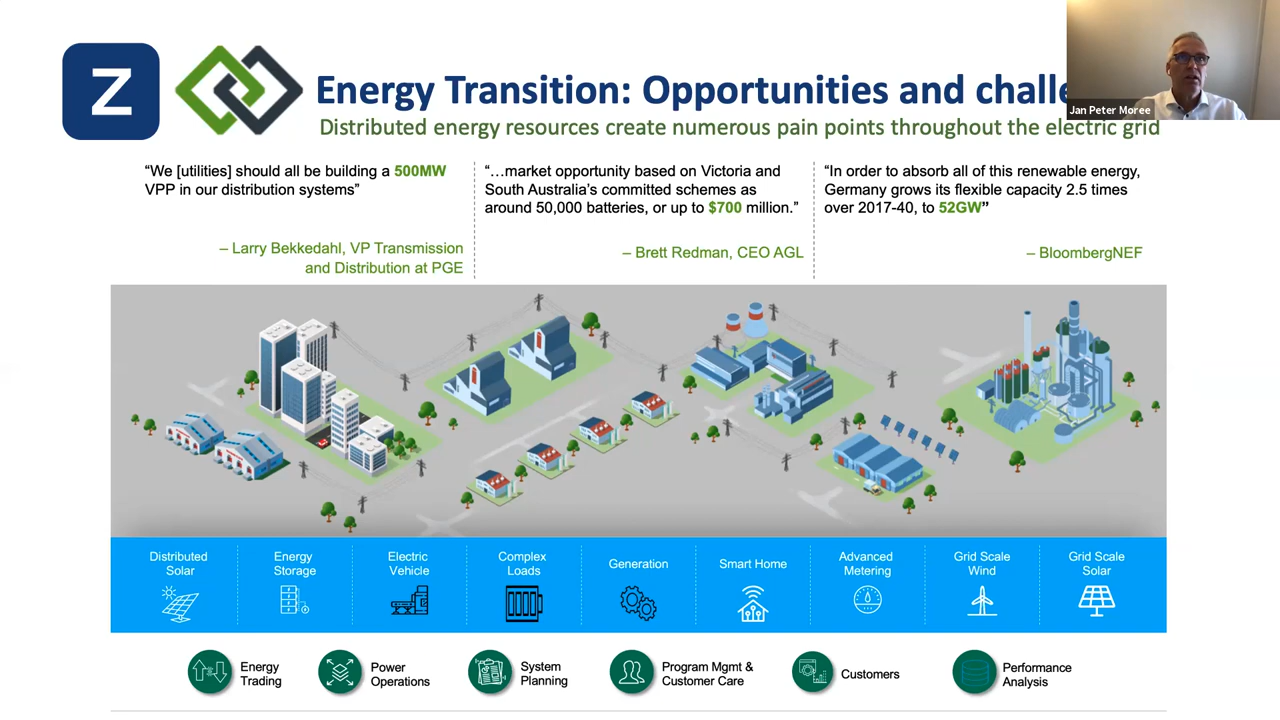 Z
Energy Transition: Opportunities and challe
Jan Peter Moree
Distributed energy resources create numerous pain points throughout the electric grid
“We [utilities] should all be building a 500MW
VPP in our distribution systems”
– Larry Bekkedahl, VP Transmission
and Distribution at PGE
“…market opportunity based on Victoria and
South Australia’s committed schemes as
around 50,000 batteries, or up to $700 million.”
– Brett Redman, CEO AGL
“In order to absorb all of this renewable energy,
Germany grows its flexible capacity 2.5 times
over 2017-40, to 52GW”
– BloombergNEF
Distributed
Solar
Energy
Storage
Electric
Vehicle
Complex
Loads
Generation
Smart Home
Advanced
Metering
Grid Scale
Wind
Grid Scale
Solar
Energy
Trading
Power
Operations
System
Planning
Program Mgmt &
Customer Care
Customers
Performance
Analysis